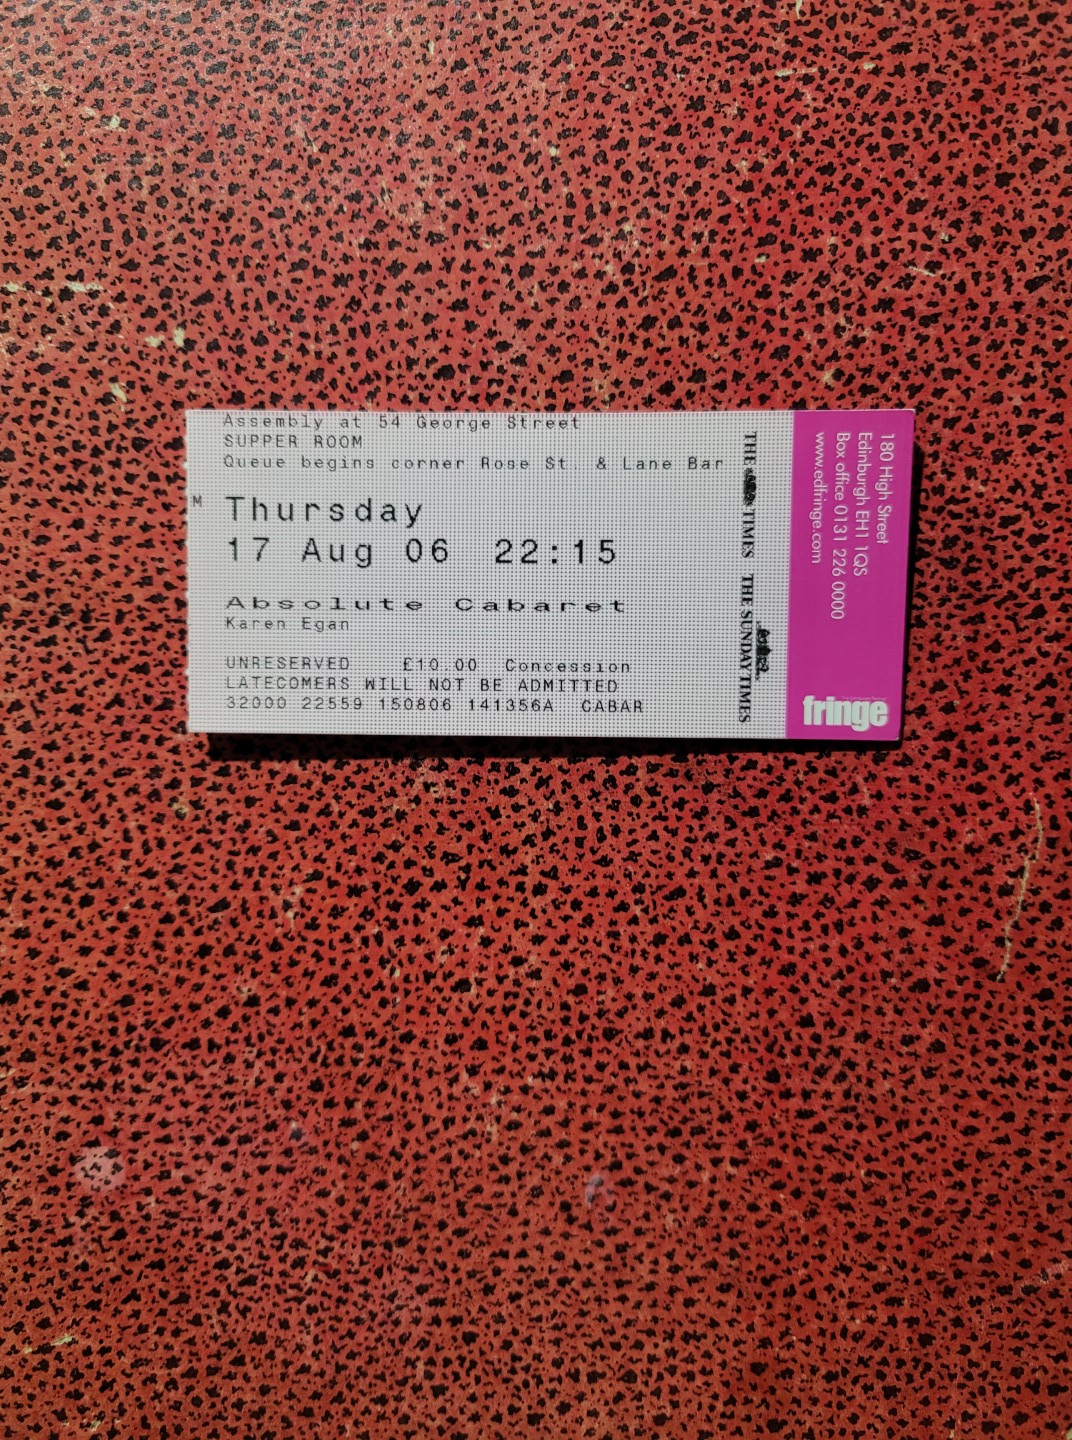 Assembly at 54 George Street
SUPPER ROOM
Queue begins corner Rose St. & Lane Bar
M
Thursday
17 Aug 06 22:15
Absolute Cabaret
Karen Egan
UNRESERVED £10.00 Concession
LATECOMERS WILL NOT BE ADMITTED
32000 22559 150806 141356A CABAR
THE TIMES THE SUNDAY TIMES
180 High Street
Edinburgh EH1 1QS
Box office 0131 226 0000
www.edfringe.com
fringe